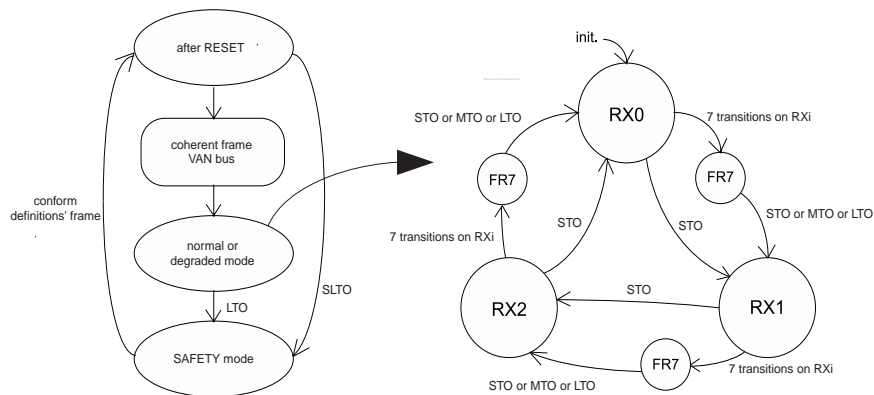 after RESET
coherent frame
VAN bus
conform
definitions' frame
normal or
degraded mode
LTO
SLTO
SAFETY mode
init.
RX0
STO or MTO or LTO
7 transitions on RXi
FR7
FR7
STO
STO
STO or MTO or LTO
7 transitions on RXi
STO
RX2
RX1
FR7
7 transitions on RXi
STO or MTO or LTO